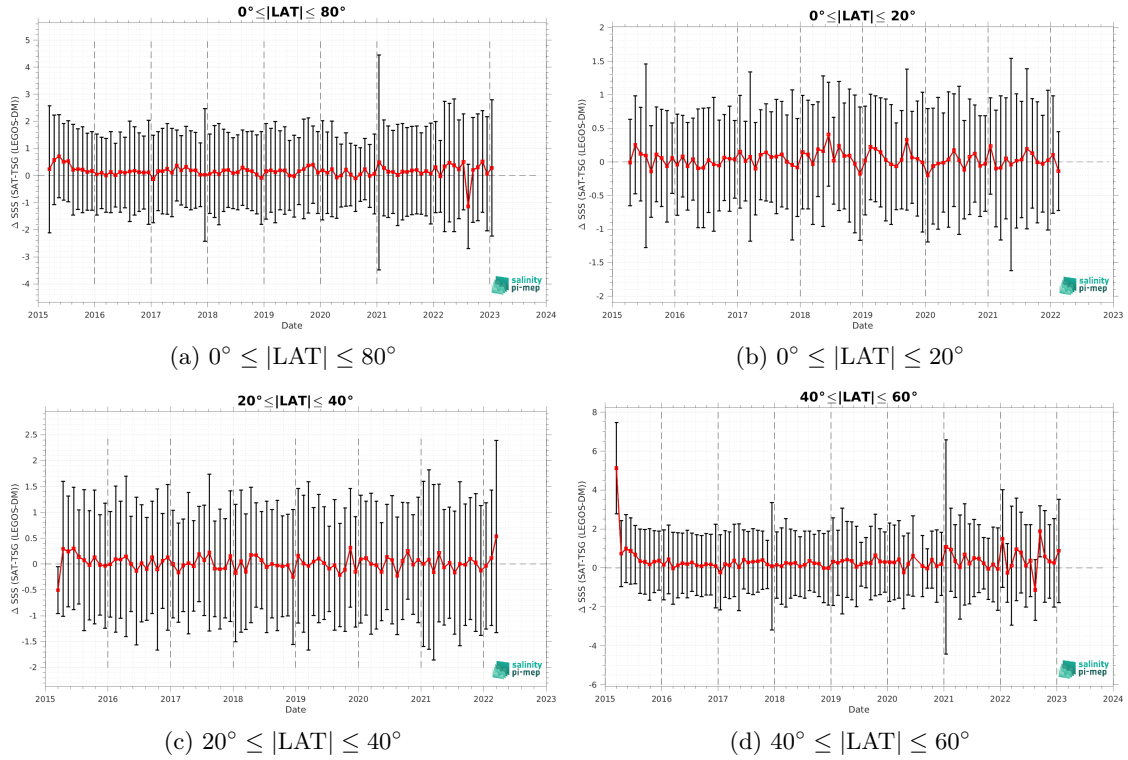 0°≤|LAT|≤ 80°
Δ SSS (SAT-TSG (LEGOS-DM))
5
4
3
2
1
0
-1
-2
-3
-4
2015 2016 2017 2018 2019 2020 2021 2022 2023 2024
Date
salinity
pi-mep
(a) 0° ≤ |LAT| ≤ 80°
0°≤|LAT|≤ 20°
Δ SSS (SAT-TSG (LEGOS-DM))
2
1.5
1
0.5
0
-0.5
-1
-1.5
-2
2015 2016 2017 2018 2019 2020 2021 2022 2023
Date
salinity
pi-mep
(b) 0° ≤ |LAT| ≤ 20°
20°≤|LAT|≤ 40°
Δ SSS (SAT-TSG (LEGOS-DM))
2.5
2
1.5
1
0.5
0
-0.5
-1
-1.5
-2
2015 2016 2017 2018 2019 2020 2021 2022 2023
Date
salinity
pi-mep
(c) 20° ≤ |LAT| ≤ 40°
40°≤|LAT|≤ 60°
Δ SSS (SAT-TSG (LEGOS-DM))
8
6
4
2
0
-2
-4
-6
2015 2016 2017 2018 2019 2020 2021 2022 2023 2024
Date
salinity
pi-mep
(d) 40° ≤ |LAT| ≤ 60°